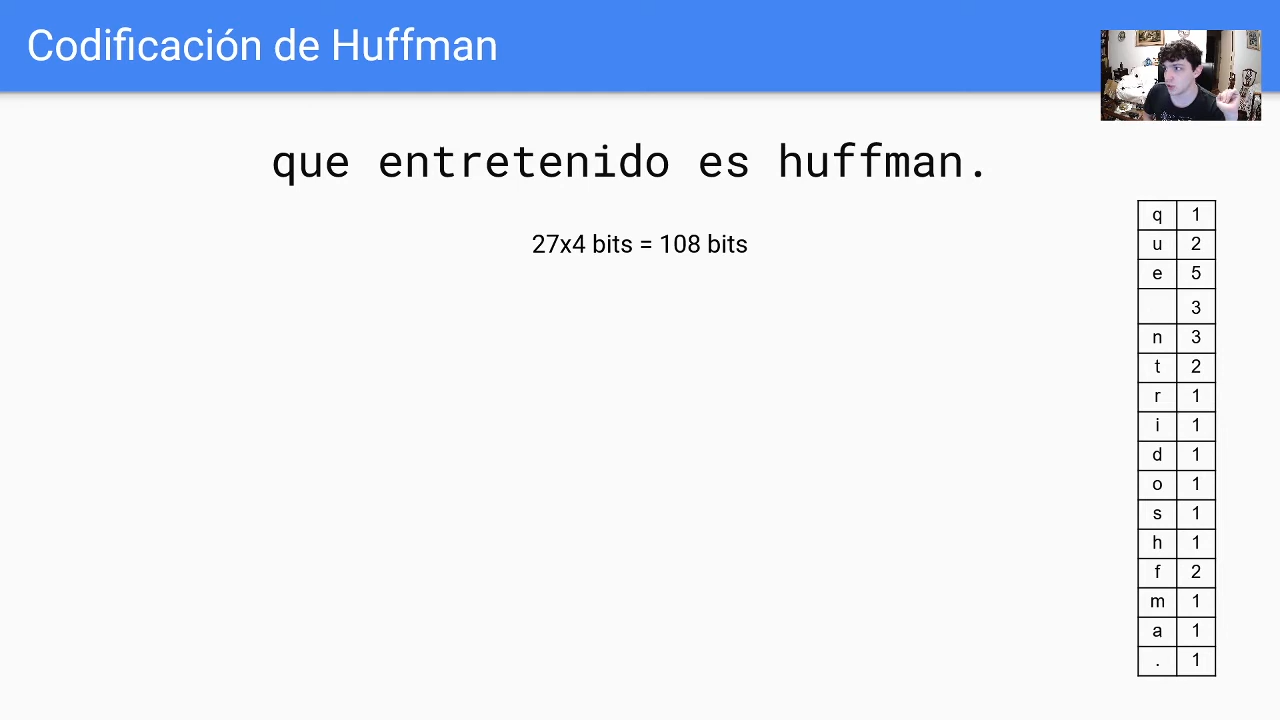 Codificación de Huffman
que entretenido es huffman.
27x4 bits = 108 bits
q 1
u 2
e 5
3
n 3
t 2
r 1
i 1
d 1
o 1
s 1
h 1
f 2
m 1
a 1
. 1